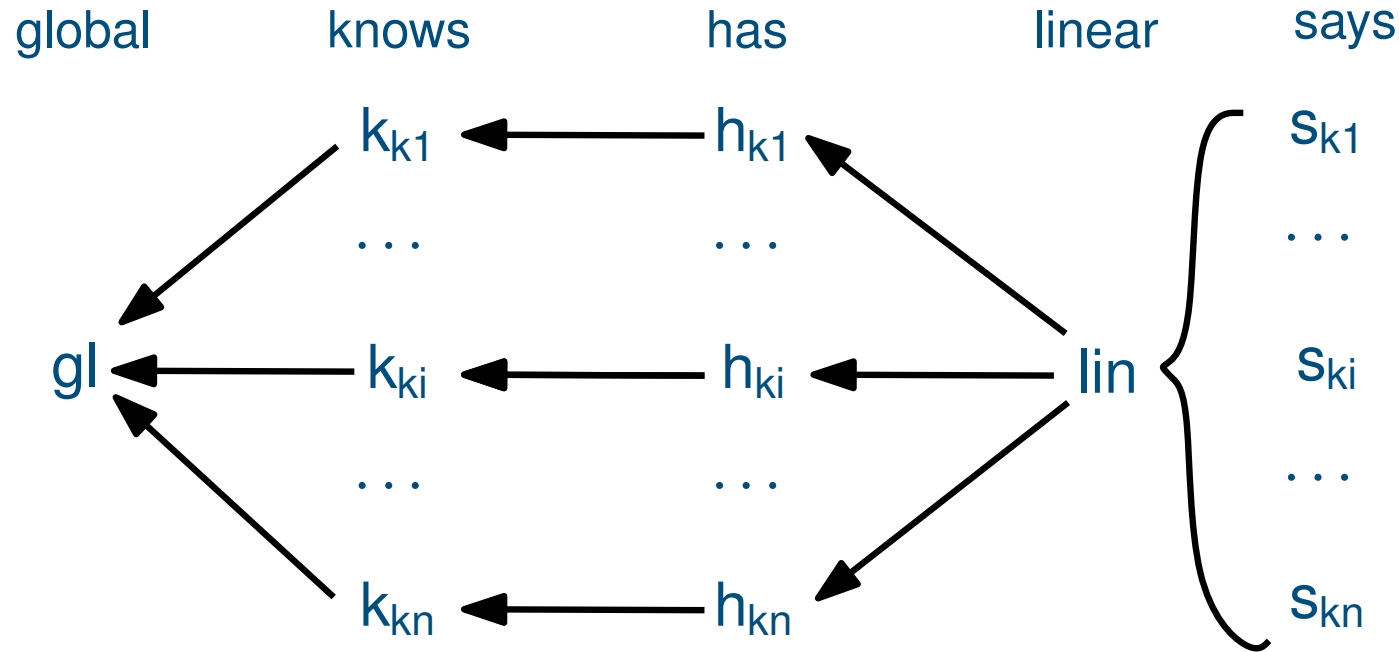 global knows has linear says
k_k1 h_k1 s_k1
... ... ...
gl k_ki h_ki lin s_ki
... ... ...
k_kn h_kn s_kn